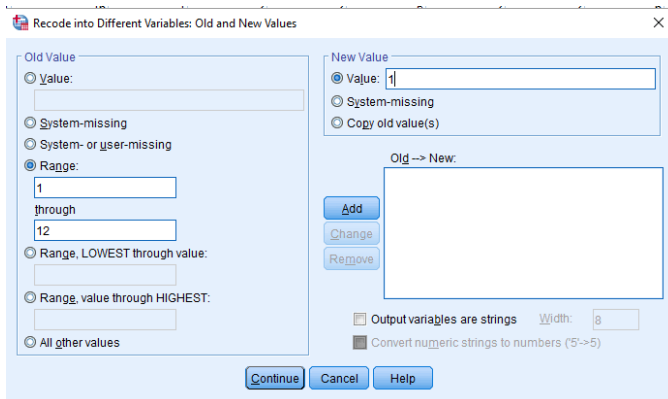 Recode into Different Variables: Old and New Values
Old Value
Value:
System-missing
System- or user-missing
Range:
1
through
12
Range, LOWEST through value:
Range, value through HIGHEST:
All other values
New Value
Value: 1
System-missing
Copy old value(s)
Old --> New:
Add
Change
Remove
Output variables are strings Width: 8
Convert numeric strings to numbers ('5'->5)
Continue Cancel Help